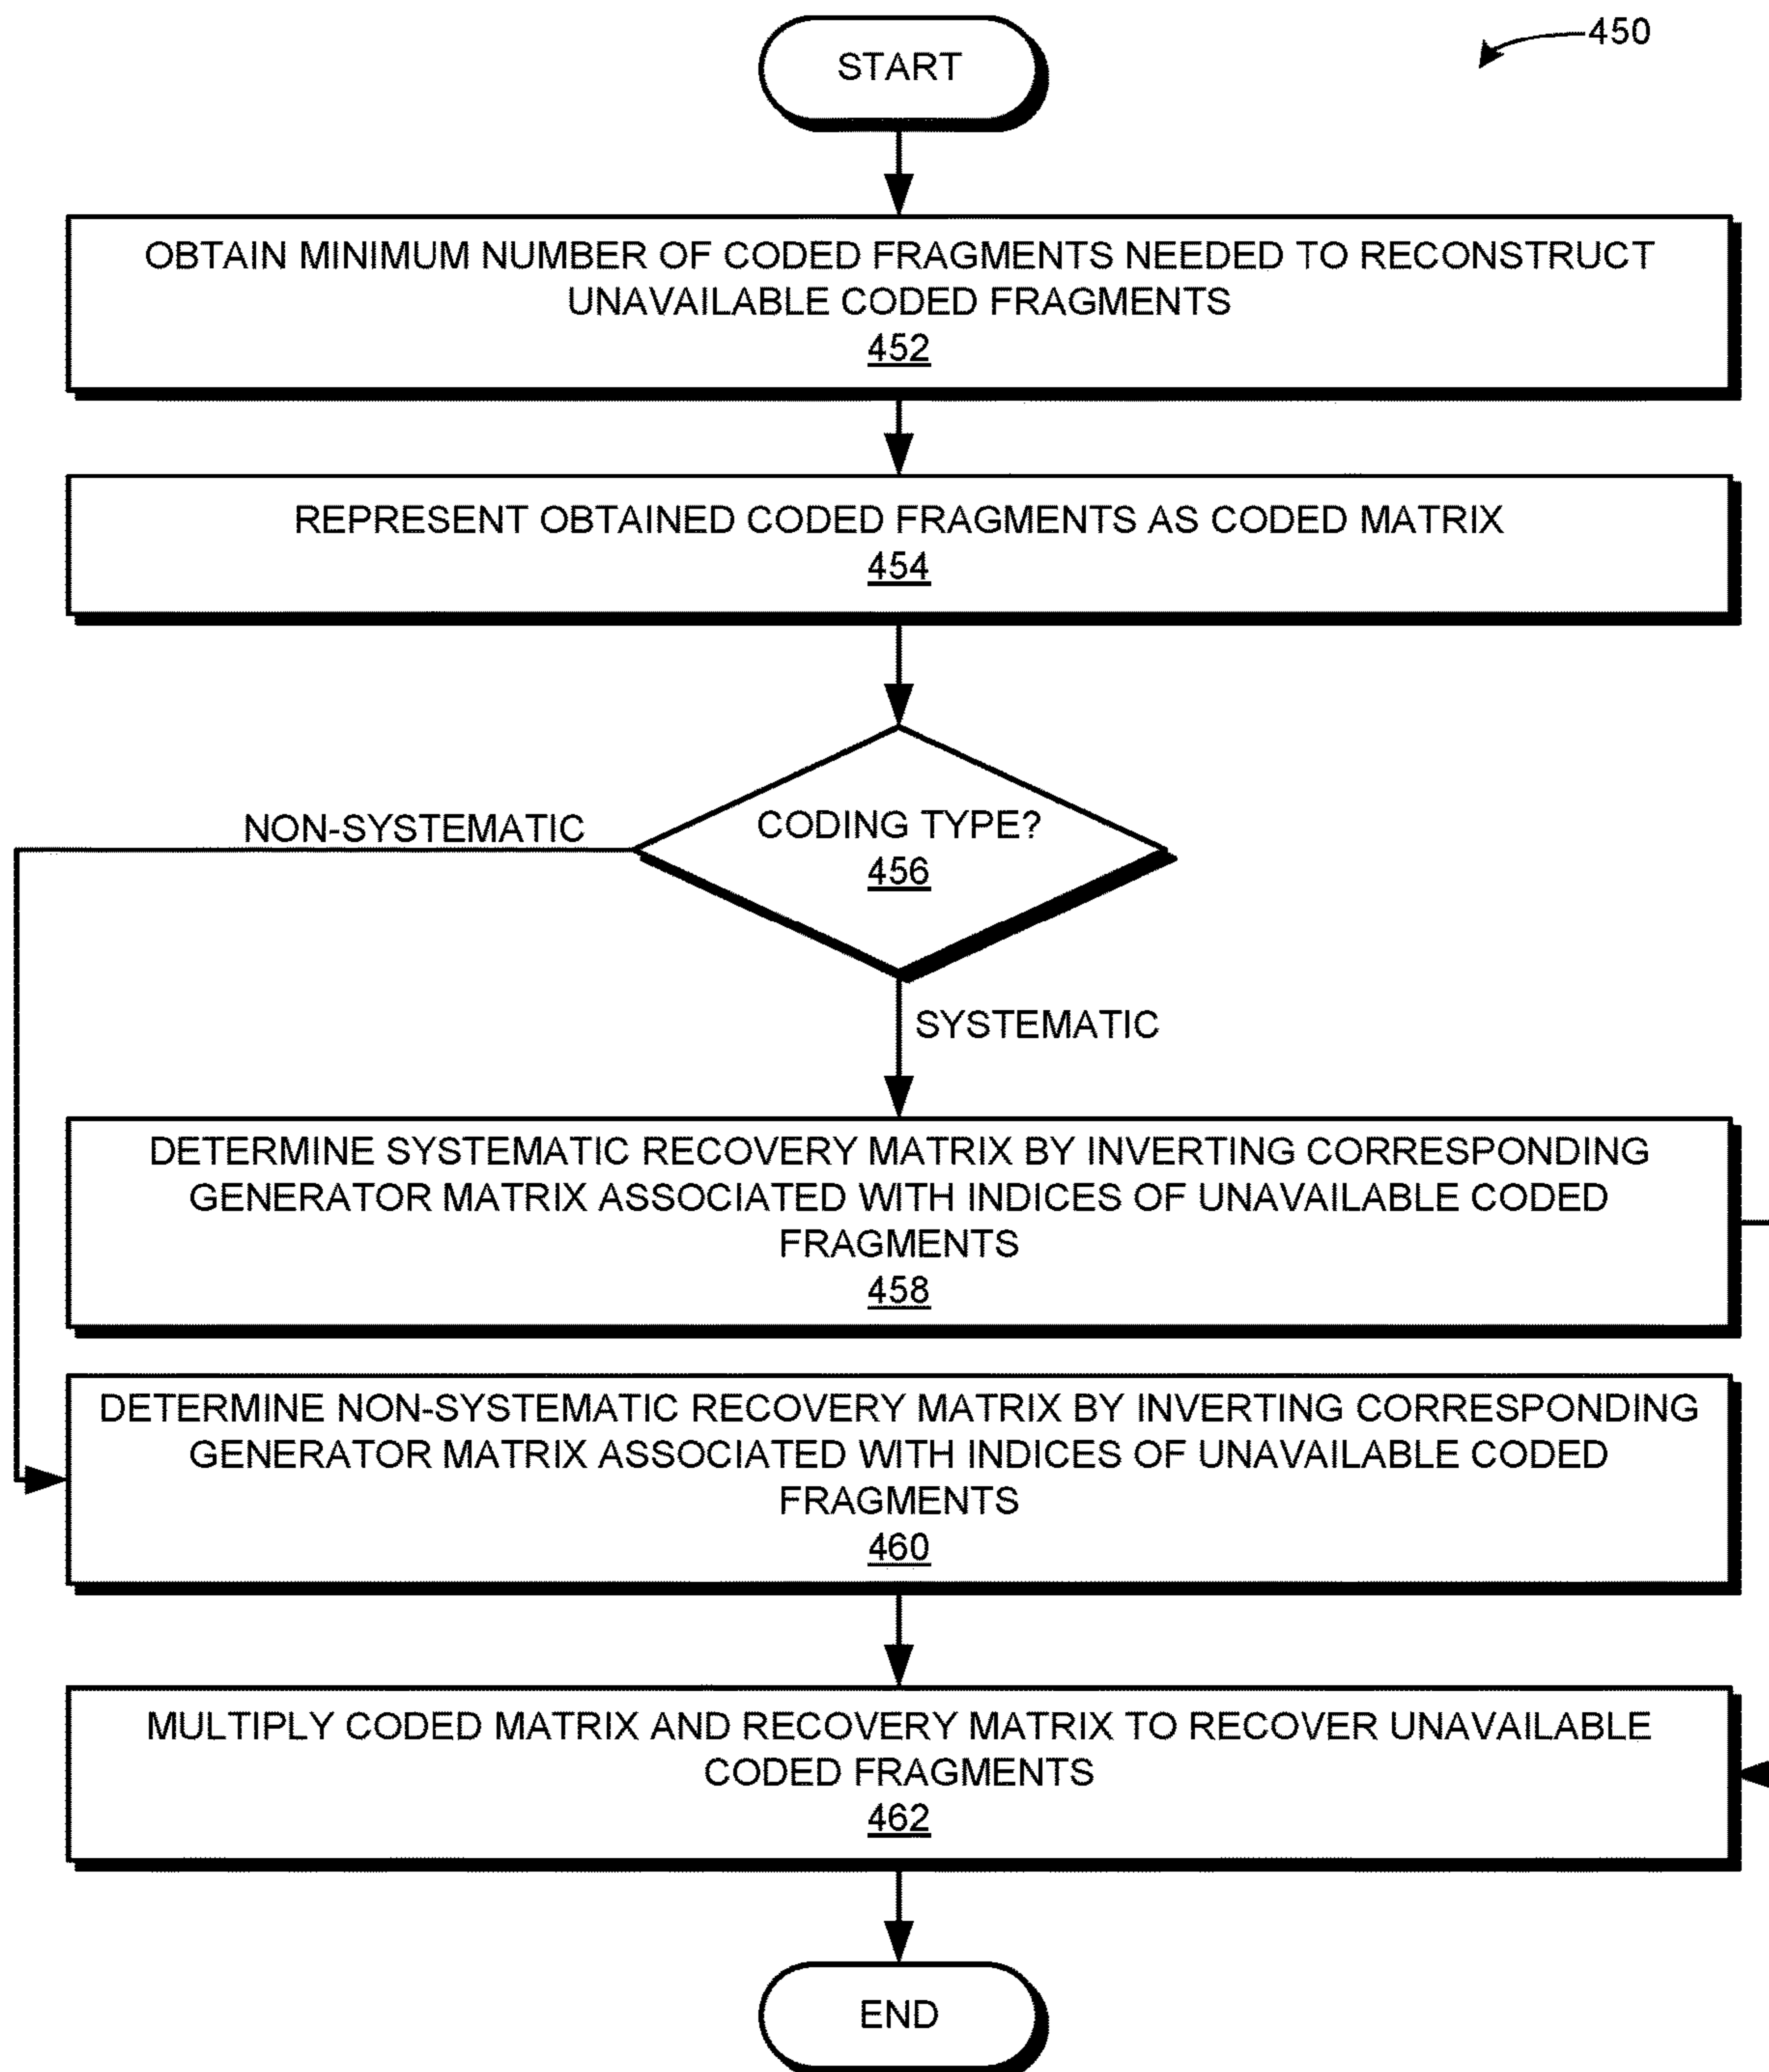 450
START
OBTAIN MINIMUM NUMBER OF CODED FRAGMENTS NEEDED TO RECONSTRUCT
UNAVAILABLE CODED FRAGMENTS
452
REPRESENT OBTAINED CODED FRAGMENTS AS CODED MATRIX
454
CODING TYPE?
456
NON-SYSTEMATIC
SYSTEMATIC
DETERMINE SYSTEMATIC RECOVERY MATRIX BY INVERTING CORRESPONDING
GENERATOR MATRIX ASSOCIATED WITH INDICES OF UNAVAILABLE CODED
FRAGMENTS
458
DETERMINE NON-SYSTEMATIC RECOVERY MATRIX BY INVERTING CORRESPONDING
GENERATOR MATRIX ASSOCIATED WITH INDICES OF UNAVAILABLE CODED
FRAGMENTS
460
MULTIPLY CODED MATRIX AND RECOVERY MATRIX TO RECOVER UNAVAILABLE
CODED FRAGMENTS
462
END